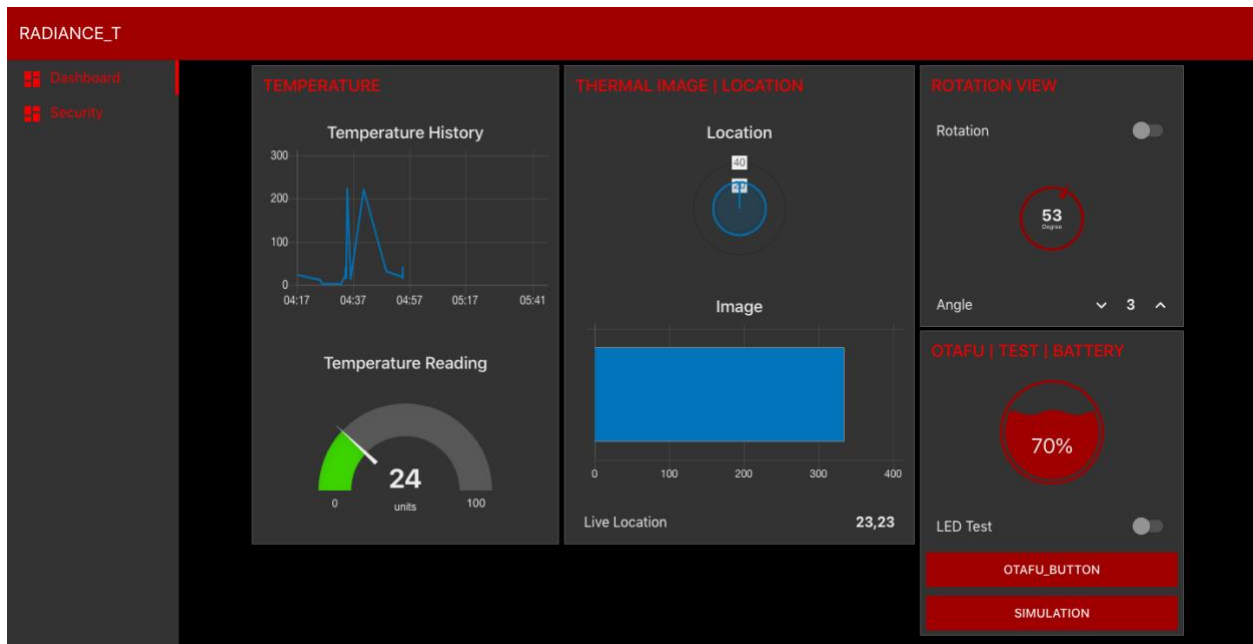 RADIANCE_T
Dashboard
Security
TEMPERATURE
Temperature History
300
200
100
0
04:17 04:37 04:57 05:17 05:41
Temperature Reading
24
units
0 100
THERMAL IMAGE | LOCATION
Location
40
Image
0 100 200 300 400
Live Location 23,23
ROTATION VIEW
Rotation
53
Degree
Angle 3
OTAFU | TEST | BATTERY
70%
LED Test
OTAFU_BUTTON
SIMULATION